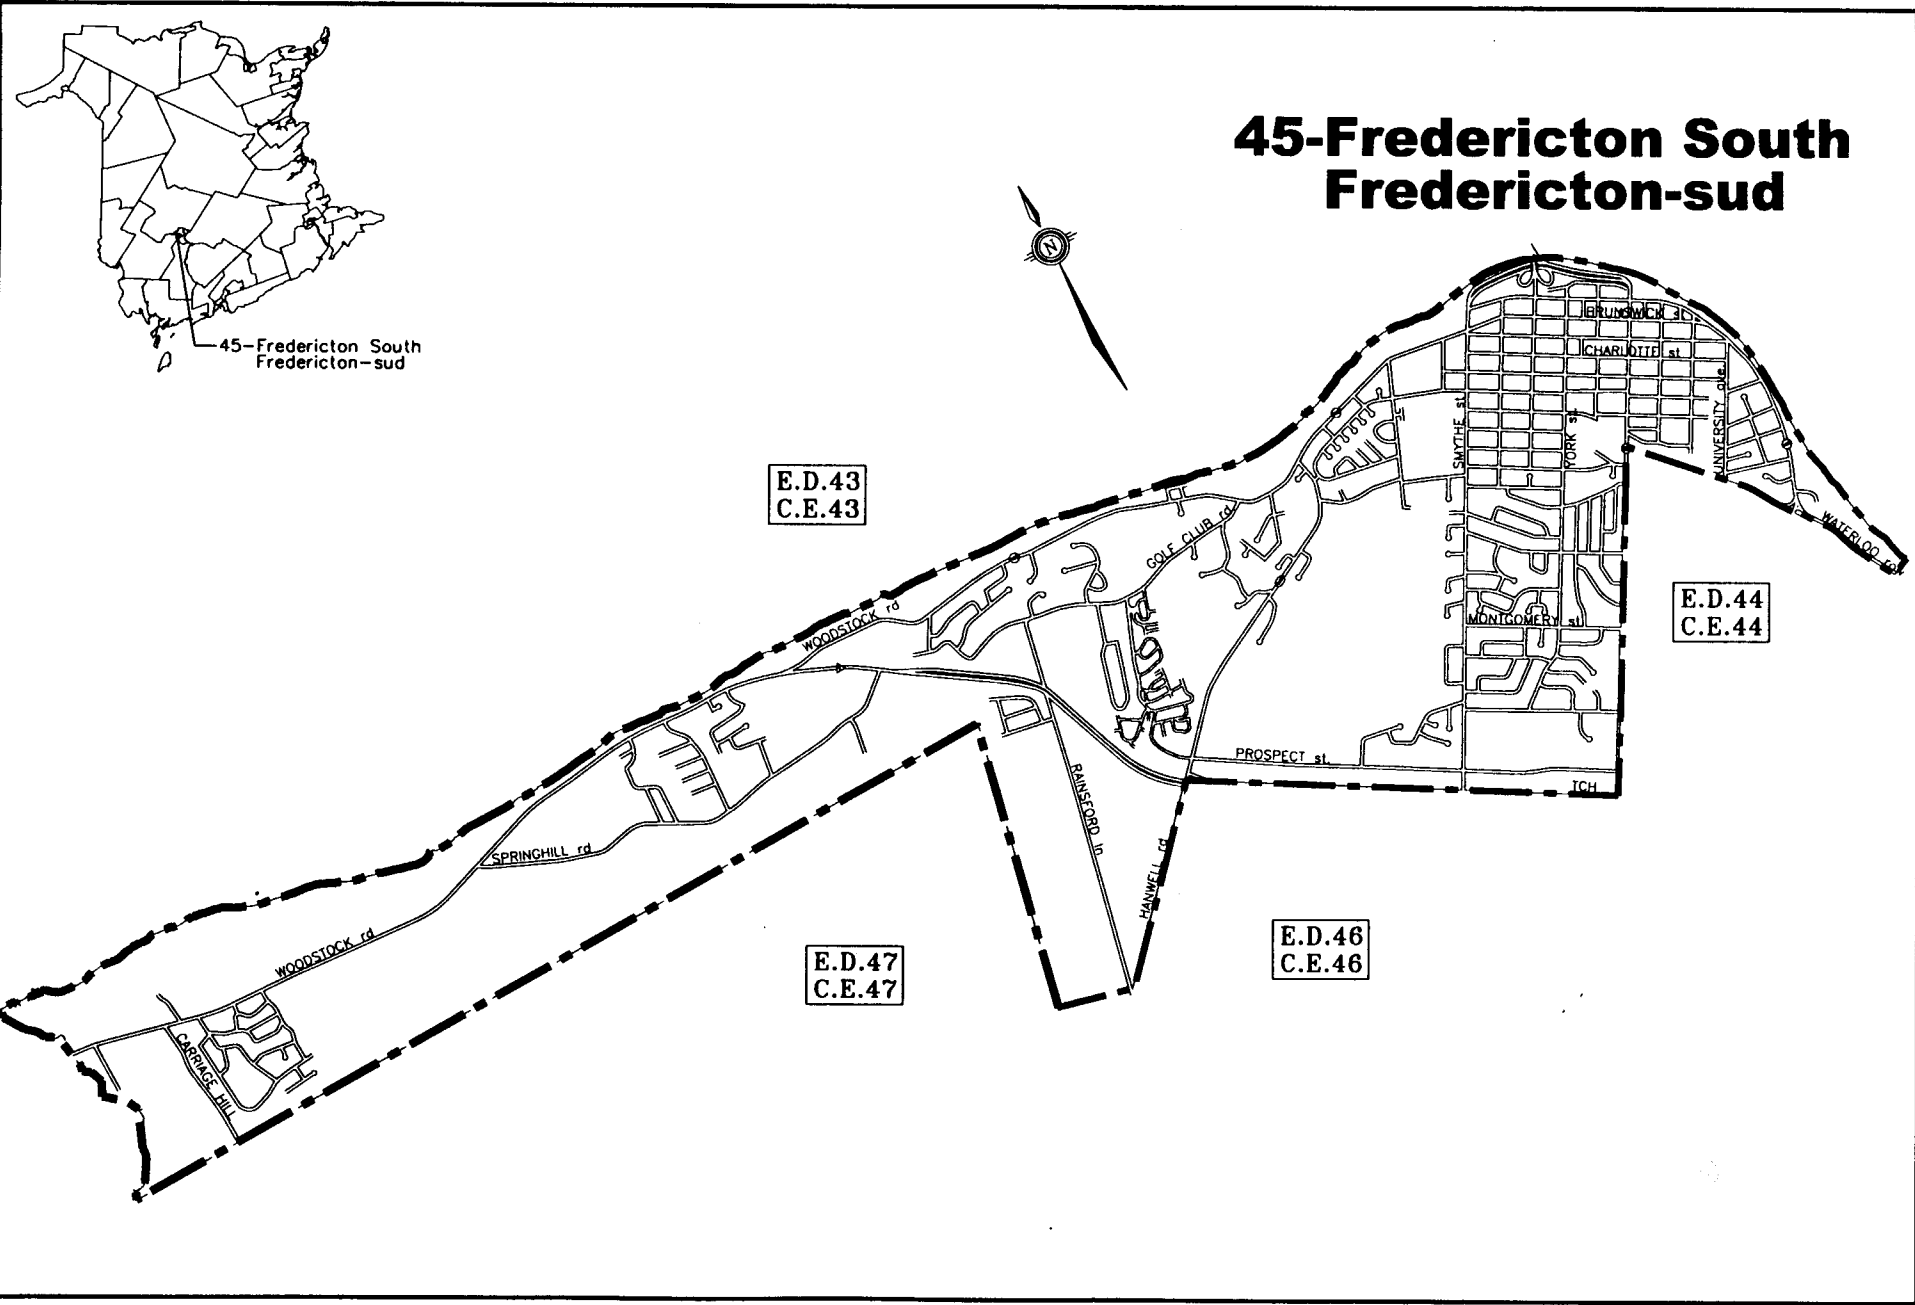 45-Fredericton South
Fredericton-sud
45-Fredericton South
Fredericton-sud
N
BRUNSWICK st.
CHARLOTTE st
UNIVERSITY ave.
SMYTHE st
YORK st.
E.D.43
C.E.43
GOLF CLUB rd
WATERLOO
E.D.44
C.E.44
WOODSTOCK rd
MONTGOMERY st.
PROSPECT st.
TCH
RAINSFORD ln
HANWELL rd
SPRINGHILL rd
E.D.46
C.E.46
WOODSTOCK rd
E.D.47
C.E.47
CARRIAGE HILL